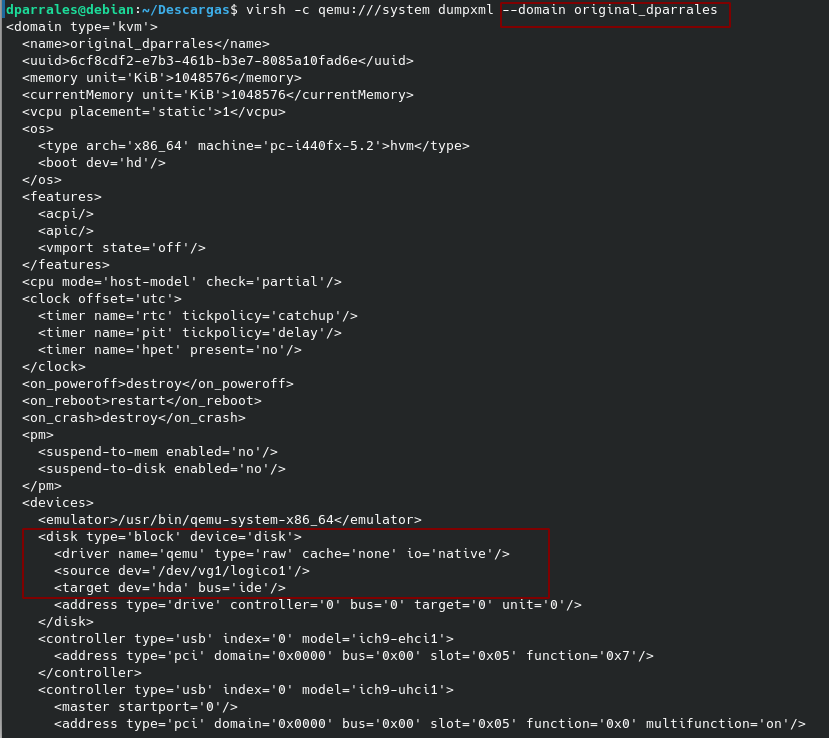 dparrales@debian:~/Descargas$ virsh -c qemu:///system dumpxml --domain original_dparrales
<domain type='kvm'>
  <name>original_dparrales</name>
  <uuid>6cf8cdf2-e7b3-461b-b3e7-8085a10fad6e</uuid>
  <memory unit='KiB'>1048576</memory>
  <currentMemory unit='KiB'>1048576</currentMemory>
  <vcpu placement='static'>1</vcpu>
  <os>
    <type arch='x86_64' machine='pc-i440fx-5.2'>hvm</type>
    <boot dev='hd'/>
  </os>
  <features>
    <acpi/>
    <apic/>
    <vmport state='off'/>
  </features>
  <cpu mode='host-model' check='partial'/>
  <clock offset='utc'>
    <timer name='rtc' tickpolicy='catchup'/>
    <timer name='pit' tickpolicy='delay'/>
    <timer name='hpet' present='no'/>
  </clock>
  <on_poweroff>destroy</on_poweroff>
  <on_reboot>restart</on_reboot>
  <on_crash>destroy</on_crash>
  <pm>
    <suspend-to-mem enabled='no'/>
    <suspend-to-disk enabled='no'/>
  </pm>
  <devices>
    <emulator>/usr/bin/qemu-system-x86_64</emulator>
    <disk type='block' device='disk'>
      <driver name='qemu' type='raw' cache='none' io='native'/>
      <source dev='/dev/vg1/logico1'/>
      <target dev='hda' bus='ide'/>
      <address type='drive' controller='0' bus='0' target='0' unit='0'/>
    </disk>
    <controller type='usb' index='0' model='ich9-ehci1'>
      <address type='pci' domain='0x0000' bus='0x00' slot='0x05' function='0x7'/>
    </controller>
    <controller type='usb' index='0' model='ich9-uhci1'>
      <master startport='0'/>
      <address type='pci' domain='0x0000' bus='0x00' slot='0x05' function='0x0' multifunction='on'/>